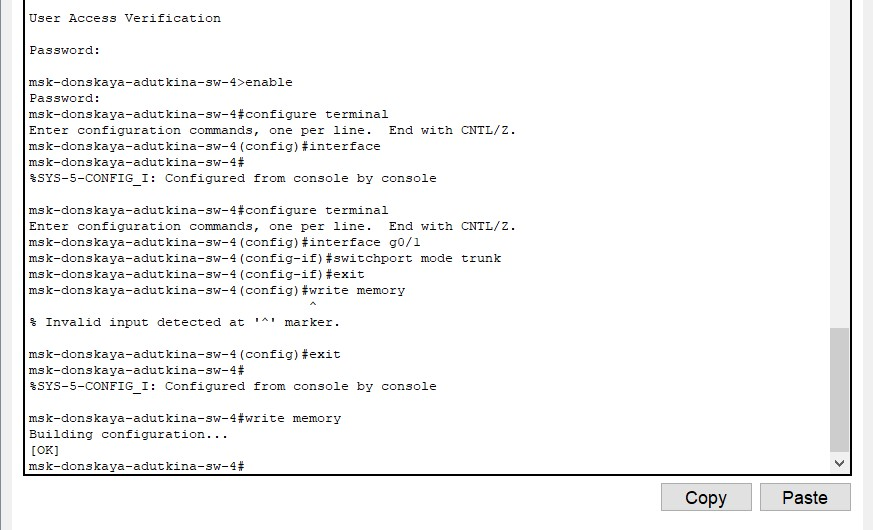 User Access Verification
Password:
msk-donskaya-adutkina-sw-4>enable
Password:
msk-donskaya-adutkina-sw-4#configure terminal
Enter configuration commands, one per line.  End with CNTL/Z.
msk-donskaya-adutkina-sw-4(config)#interface
msk-donskaya-adutkina-sw-4#
%SYS-5-CONFIG_I: Configured from console by console
msk-donskaya-adutkina-sw-4#configure terminal
Enter configuration commands, one per line.  End with CNTL/Z.
msk-donskaya-adutkina-sw-4(config)#interface g0/1
msk-donskaya-adutkina-sw-4(config-if)#switchport mode trunk
msk-donskaya-adutkina-sw-4(config-if)#exit
msk-donskaya-adutkina-sw-4(config)#write memory
^
% Invalid input detected at '^' marker.
msk-donskaya-adutkina-sw-4(config)#exit
msk-donskaya-adutkina-sw-4#
%SYS-5-CONFIG_I: Configured from console by console
msk-donskaya-adutkina-sw-4#write memory
Building configuration...
[OK]
msk-donskaya-adutkina-sw-4#
Copy
Paste